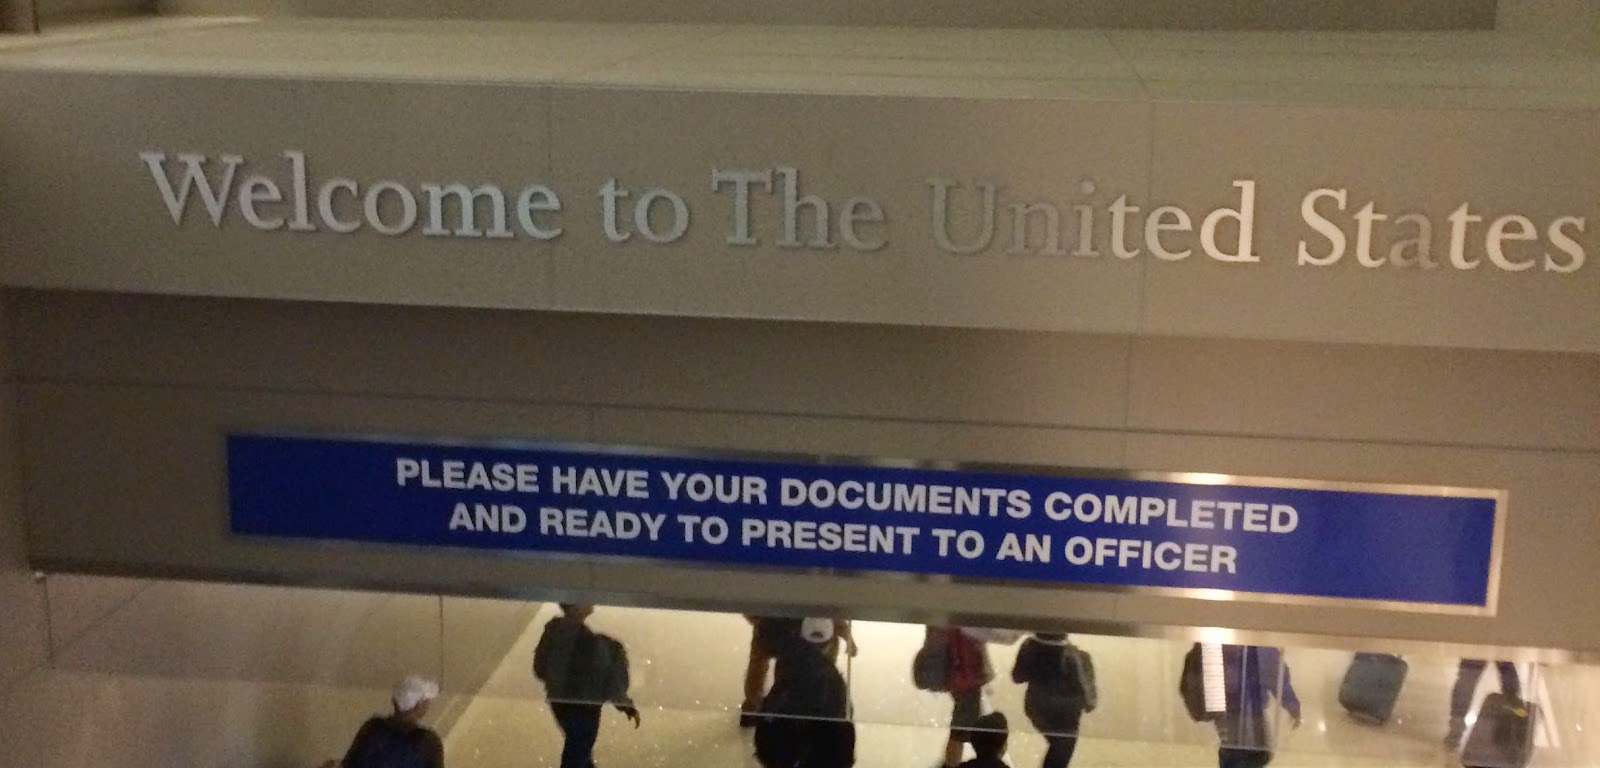 Welcome to The United States
PLEASE HAVE YOUR DOCUMENTS COMPLETED
AND READY TO PRESENT TO AN OFFICER